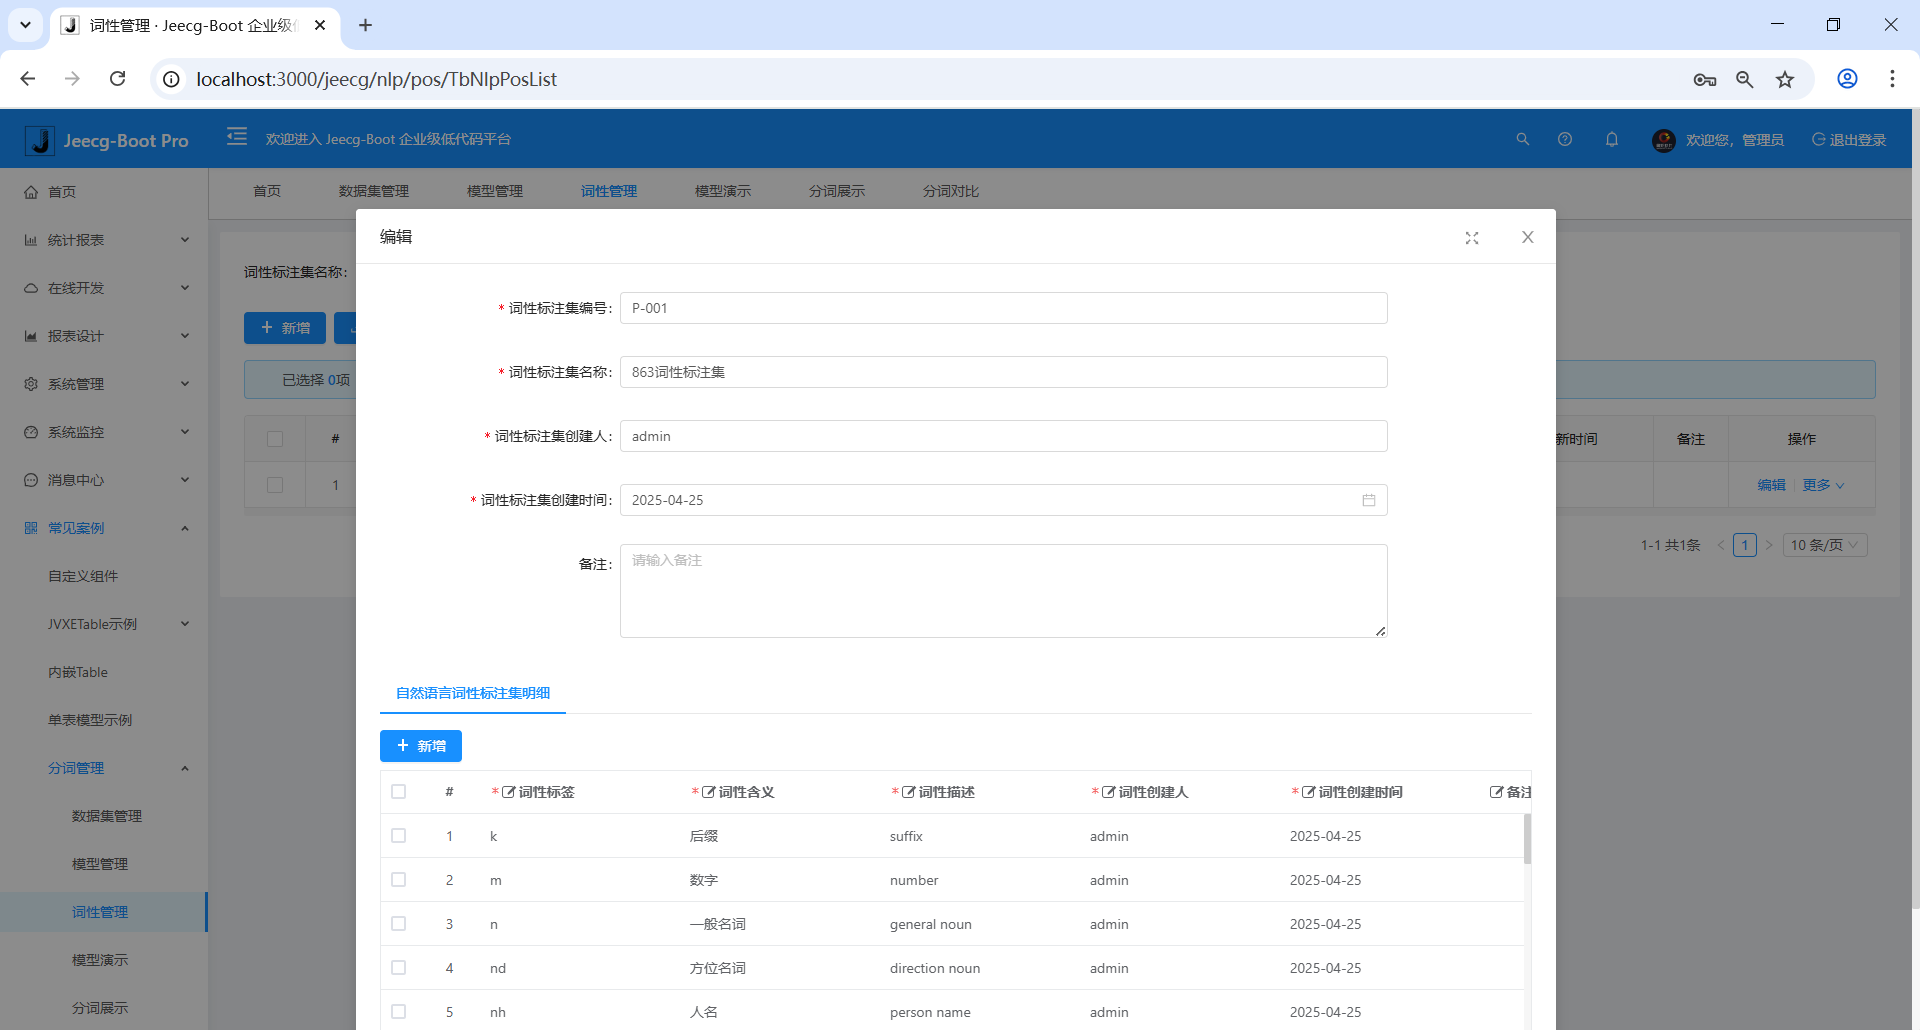 词性管理 · Jeecg-Boot 企业级
localhost:3000/jeecg/nlp/pos/TbNlpPosList
Jeecg-Boot Pro
欢迎进入 Jeecg-Boot 企业级低代码平台
欢迎您，管理员
退出登录
首页 数据集管理 模型管理 词性管理 模型演示 分词展示 分词对比
首页
统计报表
在线开发
报表设计
系统管理
系统监控
消息中心
常见案例
自定义组件
JVXETable示例
内嵌Table
单表模型示例
分词管理
数据集管理
模型管理
词性管理
模型演示
分词展示
词性标注集名称:
新增
已选择 0项
#
1
新时间 备注 操作
编辑 更多
1-1 共1条 1 10 条/页
编辑
* 词性标注集编号: P-001
* 词性标注集名称: 863词性标注集
* 词性标注集创建人: admin
* 词性标注集创建时间: 2025-04-25
备注: 请输入备注
自然语言词性标注集明细
新增
# * 词性标签 * 词性含义 * 词性描述 * 词性创建人 * 词性创建时间 备注
1 k 后缀 suffix admin 2025-04-25
2 m 数字 number admin 2025-04-25
3 n 一般名词 general noun admin 2025-04-25
4 nd 方位名词 direction noun admin 2025-04-25
5 nh 人名 person name admin 2025-04-25